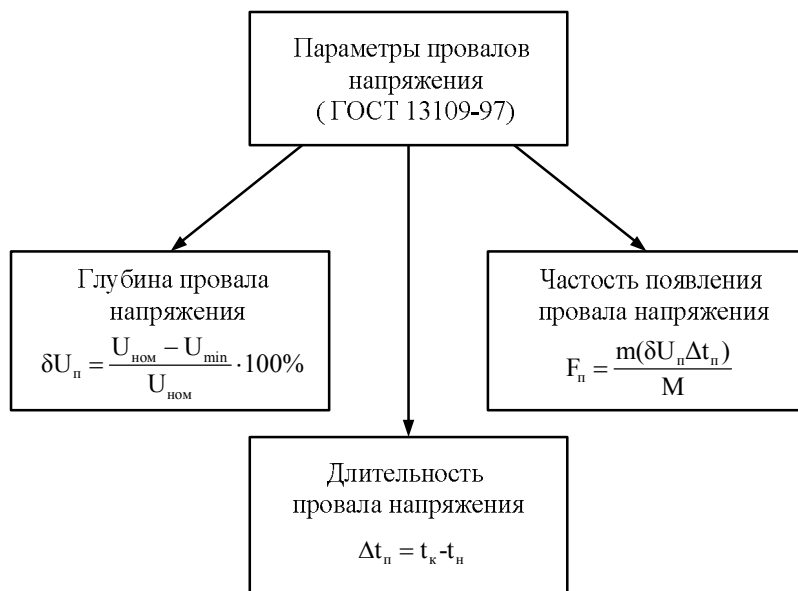 Параметры провалов
напряжения
( ГОСТ 13109-97)
Глубина провала
напряжения
δUп = (Uном − Umin) / Uном ·100%
Частость появления
провала напряжения
Fп = m(δUпΔtп) / M
Длительность
провала напряжения
Δtп = tк-tн